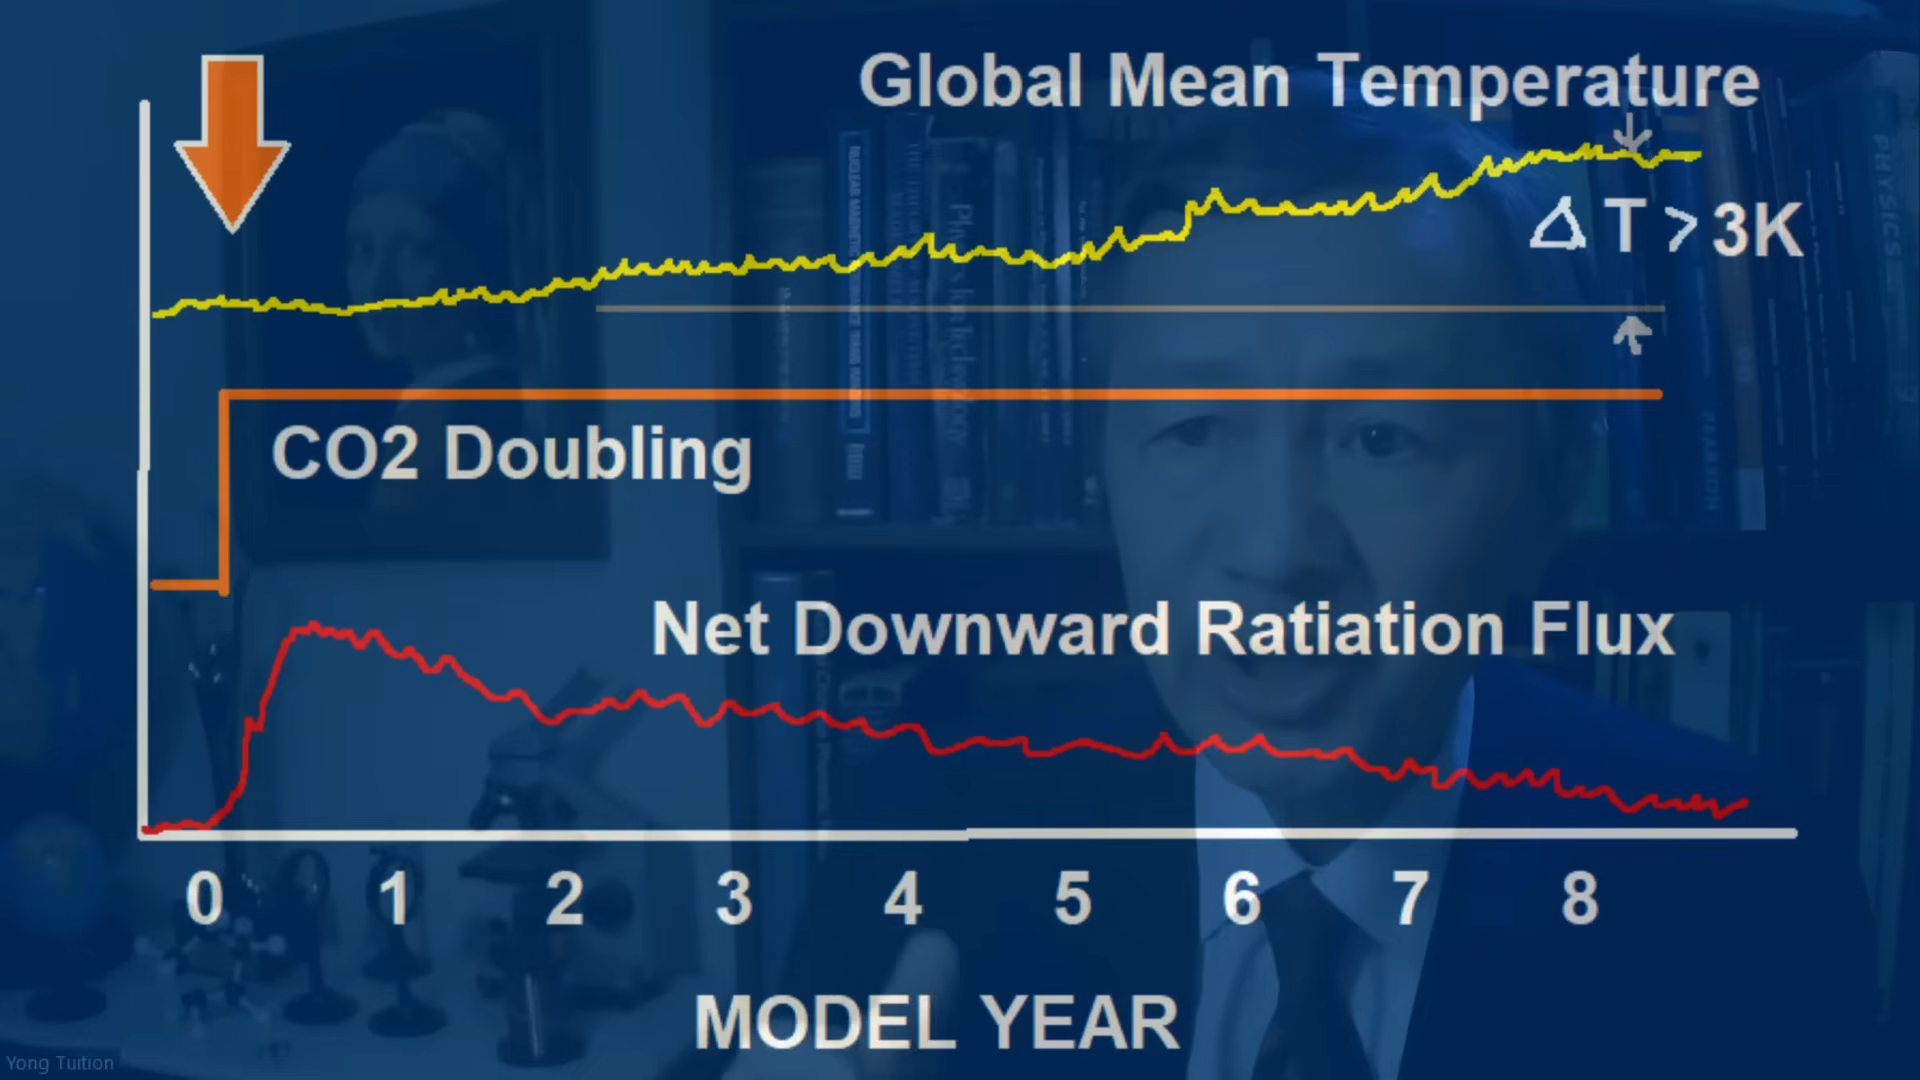 Global Mean Temperature
Δ T > 3K
CO2 Doubling
Net Downward Ratiation Flux
0 1 2 3 4 5 6 7 8
MODEL YEAR
PHYSICS
Yong Tuition